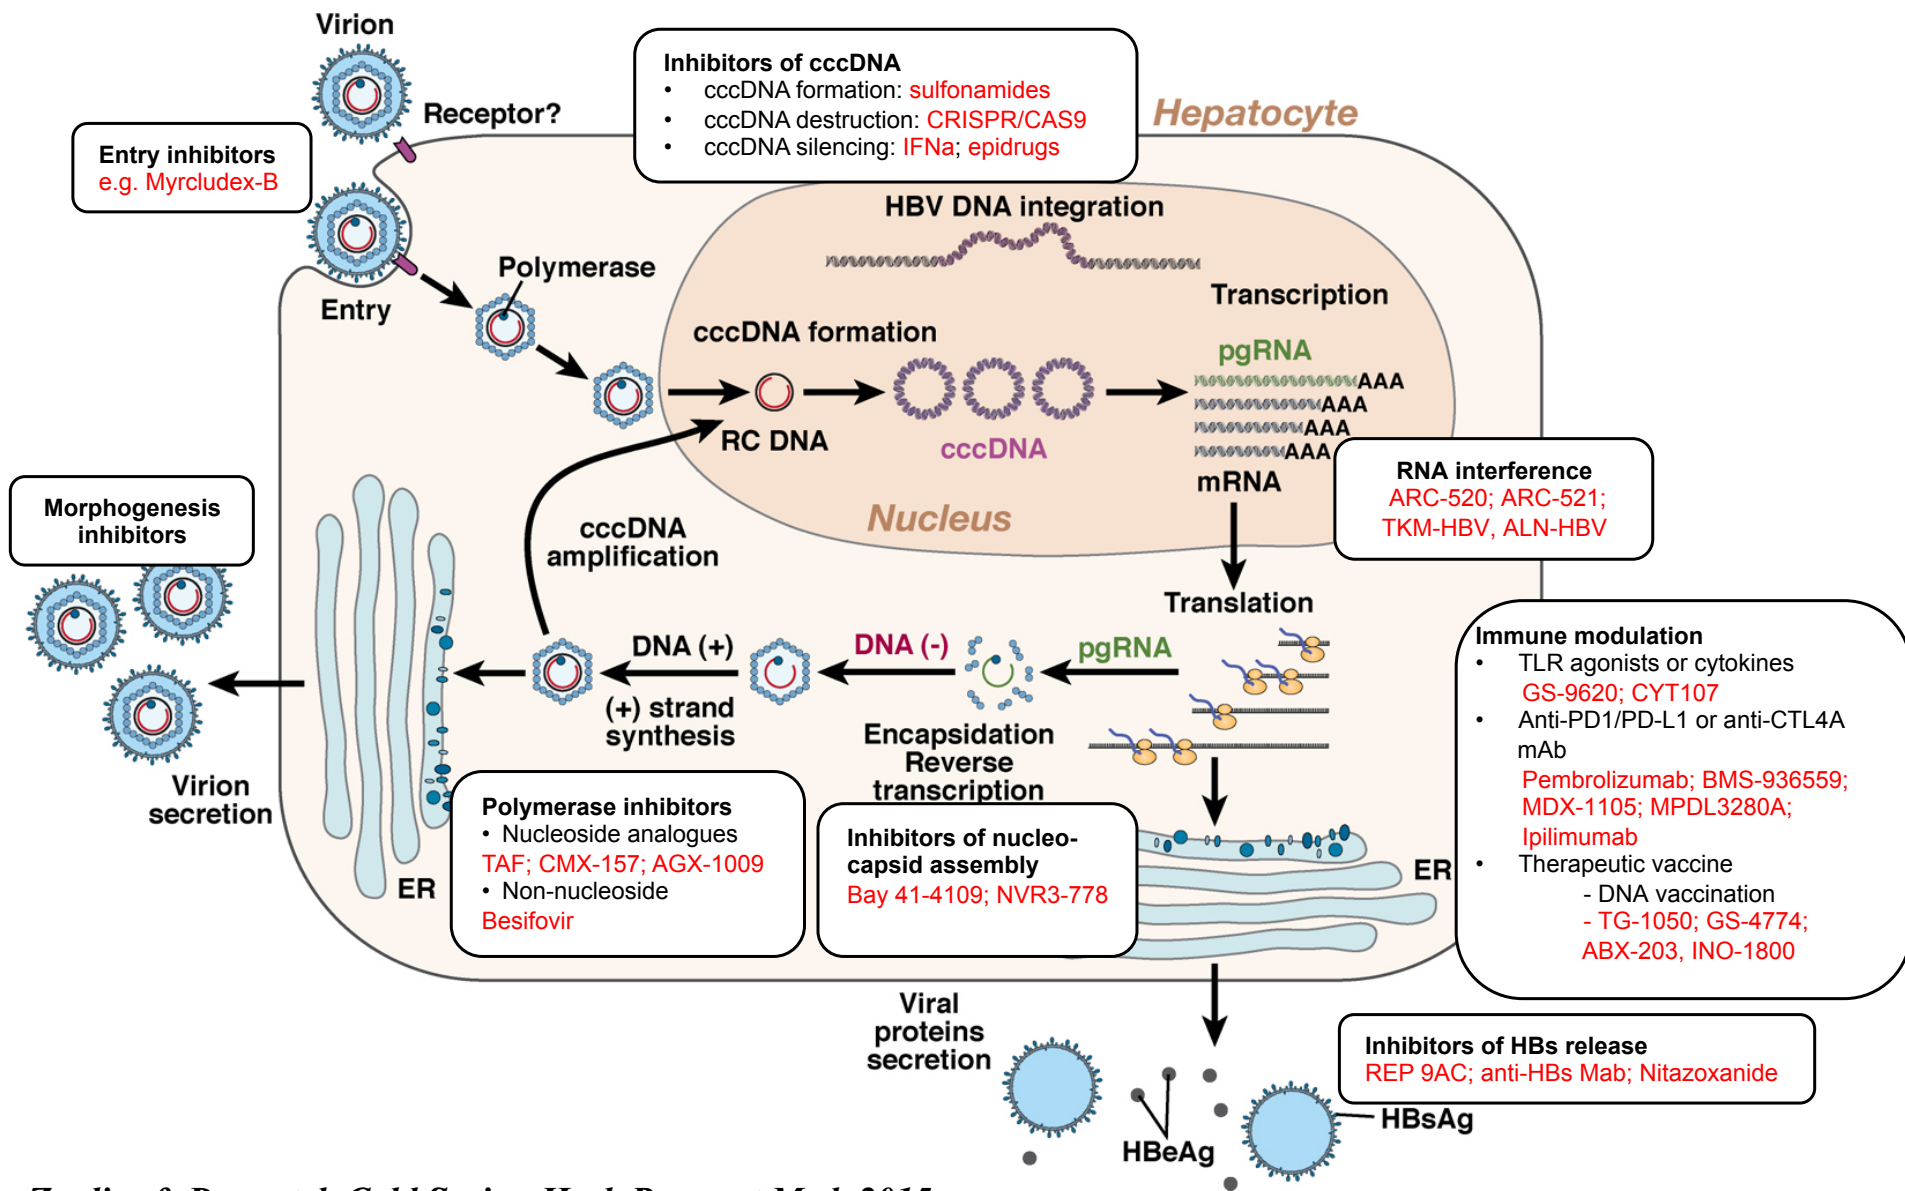 Virion
Receptor?
Inhibitors of cccDNA
• cccDNA formation: sulfonamides
• cccDNA destruction: CRISPR/CAS9
• cccDNA silencing: IFNa; epidrugs
Hepatocyte
Entry inhibitors
e.g. Myrcludex-B
HBV DNA integration
Polymerase
Entry
Transcription
cccDNA formation
pgRNA
AAA
AAA
AAA
AAA
RC DNA
cccDNA
mRNA
Nucleus
RNA interference
ARC-520; ARC-521;
TKM-HBV, ALN-HBV
Morphogenesis
inhibitors
cccDNA
amplification
Translation
DNA (+)
DNA (-)
pgRNA
(+) strand
synthesis
Encapsidation
Reverse
transcription
Virion
secretion
ER
Immune modulation
• TLR agonists or cytokines
GS-9620; CYT107
• Anti-PD1/PD-L1 or anti-CTL4A
mAb
Pembrolizumab; BMS-936559;
MDX-1105; MPDL3280A;
Ipilimumab
• Therapeutic vaccine
- DNA vaccination
- TG-1050; GS-4774;
ABX-203, INO-1800
Polymerase inhibitors
• Nucleoside analogues
TAF; CMX-157; AGX-1009
• Non-nucleoside
Besifovir
Inhibitors of nucleo-
capsid assembly
Bay 41-4109; NVR3-778
ER
Viral
proteins
secretion
Inhibitors of HBs release
REP 9AC; anti-HBs Mab; Nitazoxanide
HBsAg
HBeAg